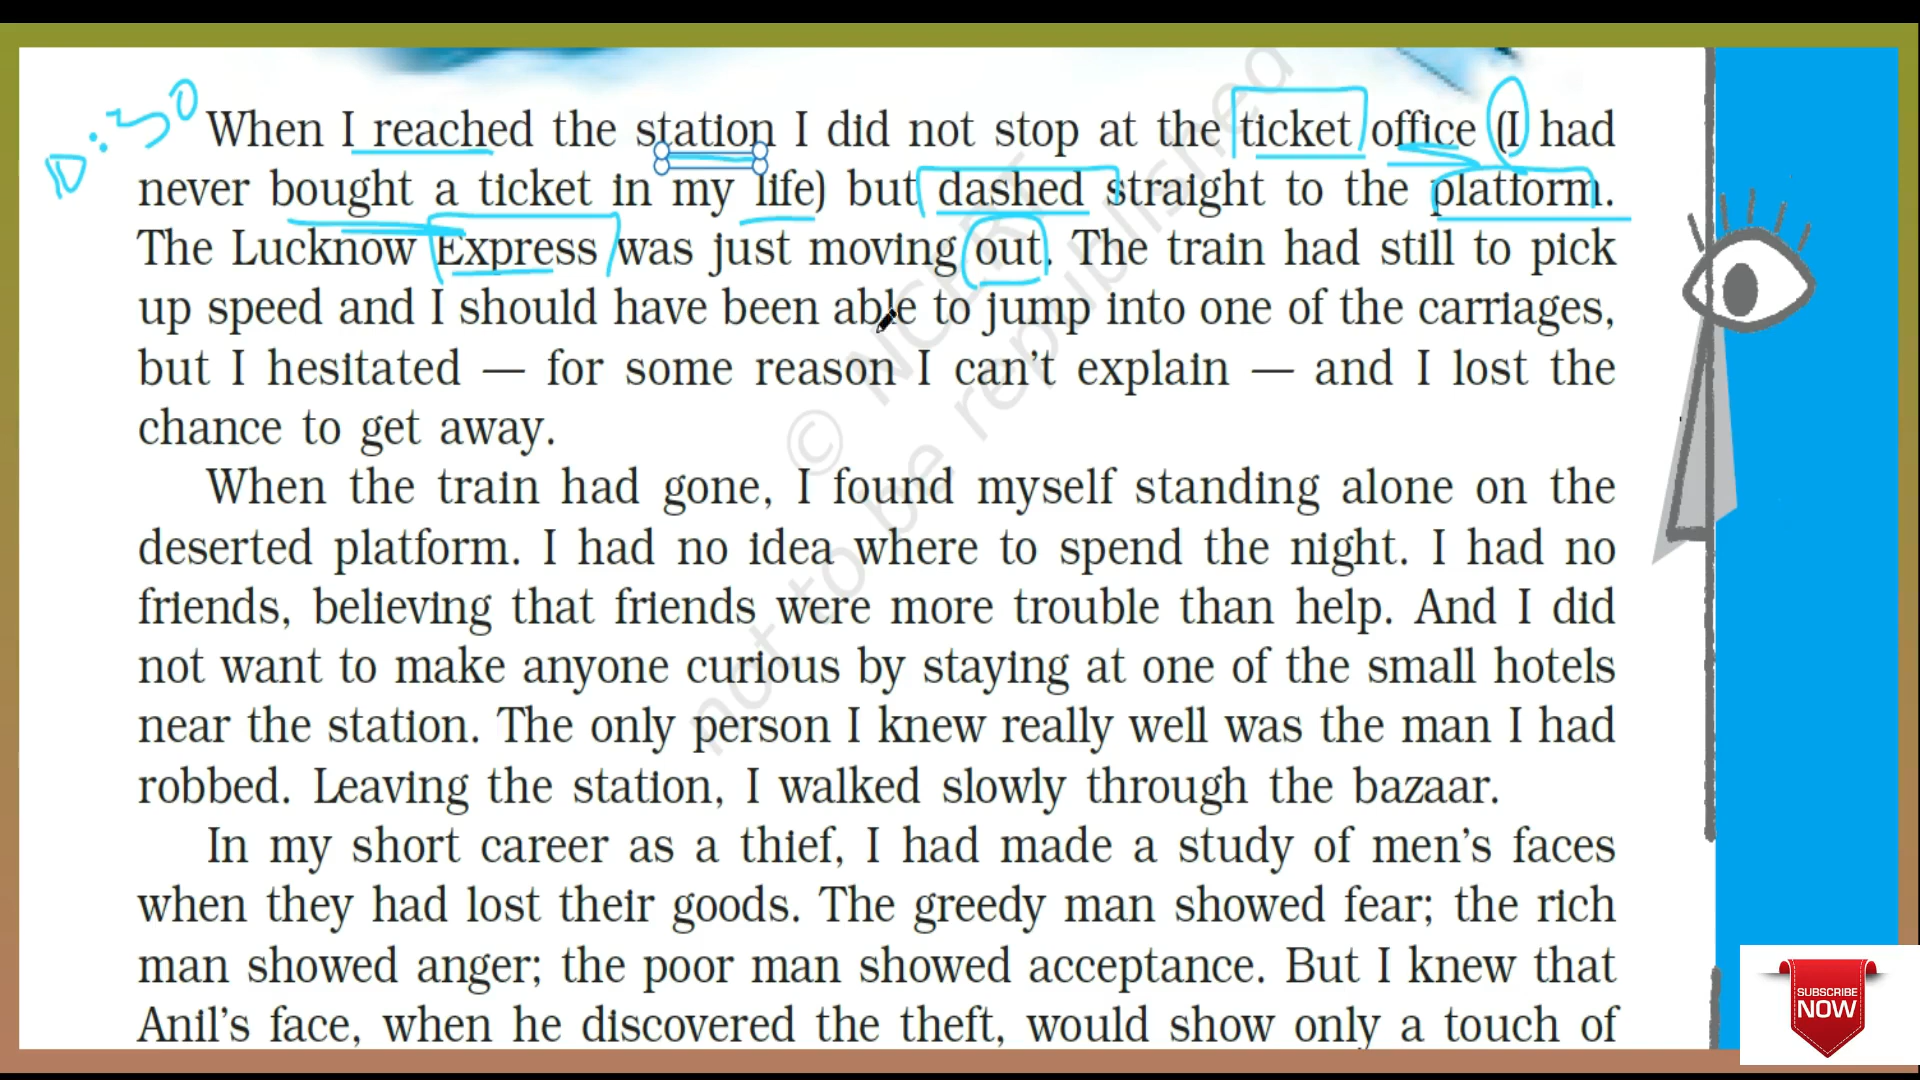 10:30
When I reached the station I did not stop at the ticket office (I had
never bought a ticket in my life) but dashed straight to the platform.
The Lucknow Express was just moving out. The train had still to pick
up speed and I should have been able to jump into one of the carriages,
but I hesitated — for some reason I can’t explain — and I lost the
chance to get away.
When the train had gone, I found myself standing alone on the
deserted platform. I had no idea where to spend the night. I had no
friends, believing that friends were more trouble than help. And I did
not want to make anyone curious by staying at one of the small hotels
near the station. The only person I knew really well was the man I had
robbed. Leaving the station, I walked slowly through the bazaar.
In my short career as a thief, I had made a study of men’s faces
when they had lost their goods. The greedy man showed fear; the rich
man showed anger; the poor man showed acceptance. But I knew that
Anil’s face, when he discovered the theft, would show only a touch of
© NCERT
not to be republished
SUBSCRIBE
NOW